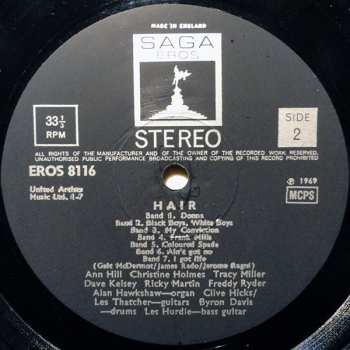 MADE IN ENGLAND
SAGA
EROS
33⅓
RPM
STEREO
SIDE
2
ALL RIGHTS OF THE MANUFACTURER AND OF THE OWNER OF THE RECORDED WORK RESERVED.
UNAUTHORISED PUBLIC PERFORMANCE BROADCASTING AND COPYING OF THIS RECORD PROHIBITED
EROS 8116
United Artists
Music Ltd. 1-7
℗ 1969
MCPS
HAIR
Band 1. Donna
Band 2. Black Boys, White Boys
Band 3. My Conviction
Band 4. Frank Mills
Band 5. Coloured Spade
Band 6. Ain't got no
Band 7. I got life
(Galt McDermot/James Rado/Jerome Ragni)
Ann Hill Christine Holmes Tracy Miller
Dave Kelsey Ricky Martin Freddy Ryder
Alan Hawkshaw—organ Clive Hicks/
Les Thatcher—guitars Byron Davis
—drums Les Hurdle—bass guitar